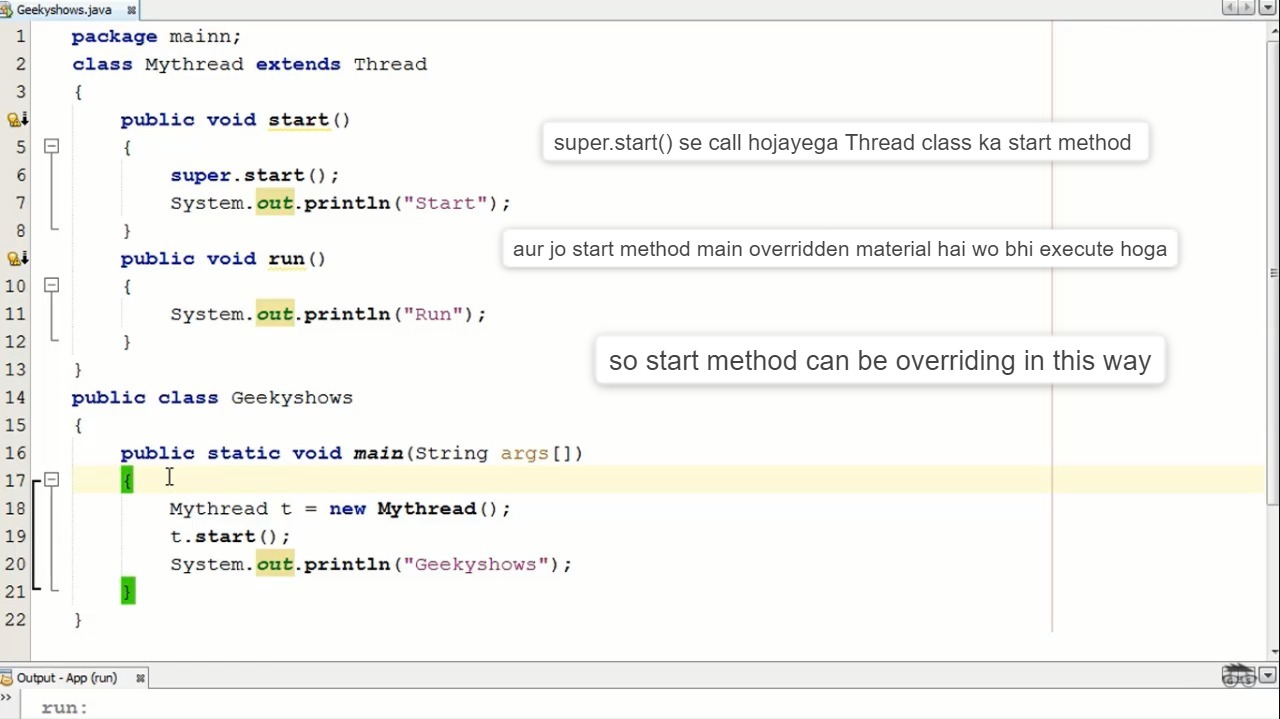 Geekyshows.java
1 package mainn;
2 class Mythread extends Thread
3 {
public void start()
5 {
6 super.start();
7 System.out.println("Start");
8 }
public void run()
10 {
11 System.out.println("Run");
12 }
13 }
14 public class Geekyshows
15 {
16 public static void main(String args[])
17 {
18 Mythread t = new Mythread();
19 t.start();
20 System.out.println("Geekyshows");
21 }
22 }
super.start() se call hojayega Thread class ka start method
aur jo start method main overridden material hai wo bhi execute hoga
so start method can be overriding in this way
Output - App (run)
run: